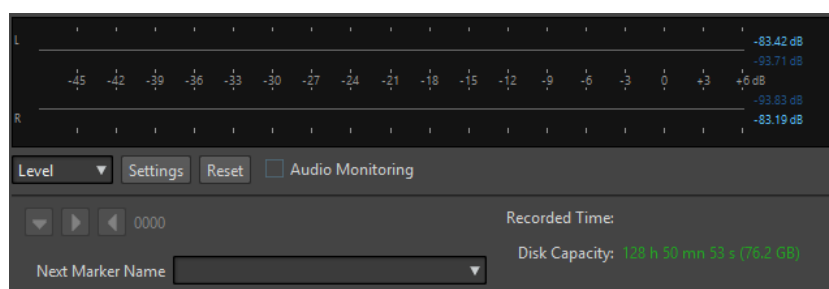 L -83.42 dB
-93.71 dB
-45 -42 -39 -36 -33 -30 -27 -24 -21 -18 -15 -12 -9 -6 -3 0 +3 +6 dB
-93.83 dB
R -83.19 dB
Level Settings Reset Audio Monitoring
0000 Recorded Time:
Disk Capacity: 128 h 50 mn 53 s (76.2 GB)
Next Marker Name